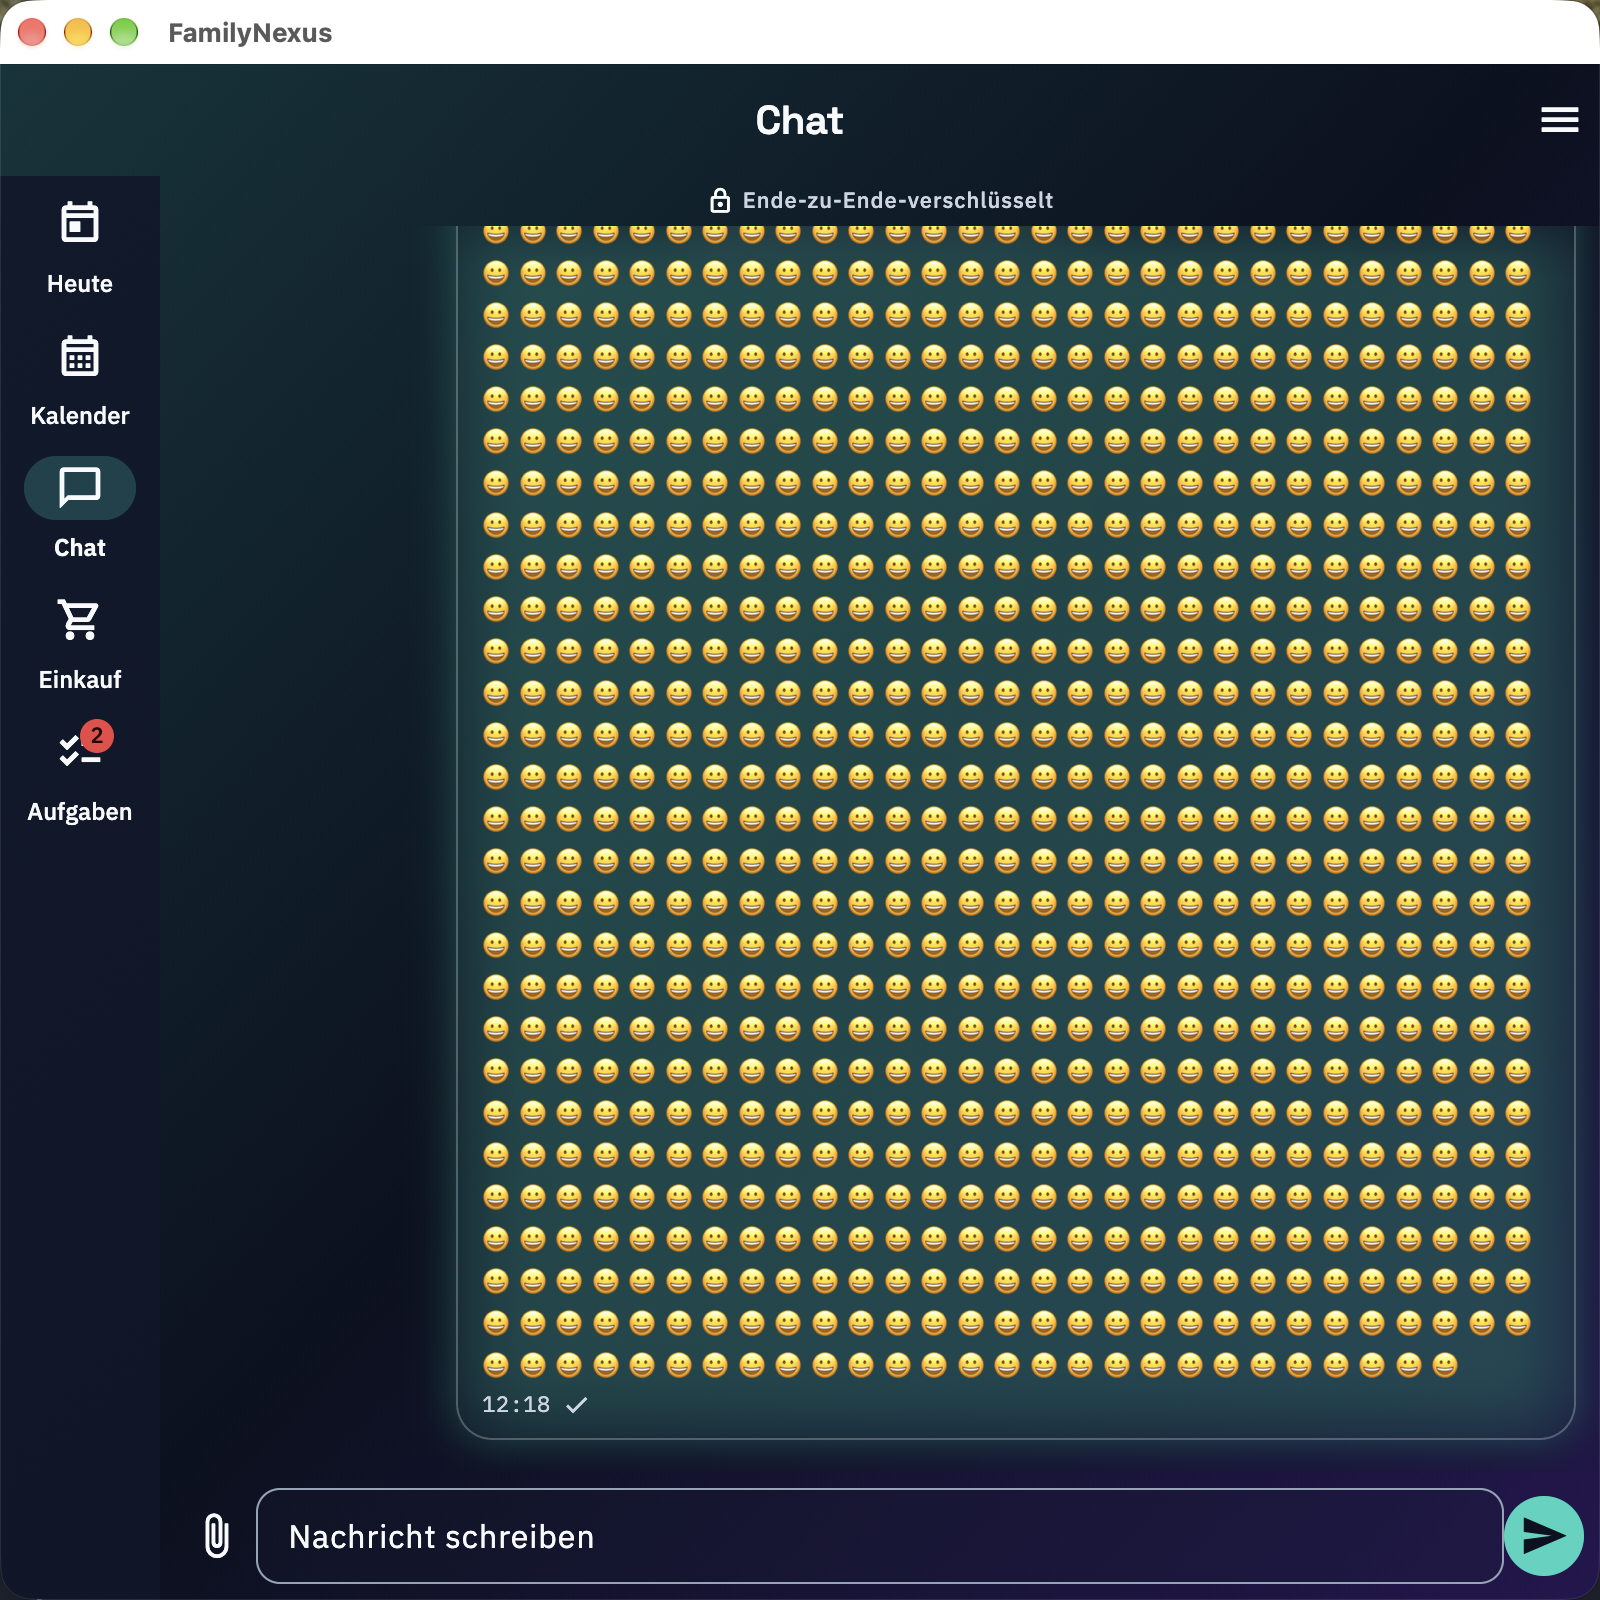 FamilyNexus
Chat
Ende-zu-Ende-verschlüsselt
Heute
Kalender
Chat
Einkauf
2
Aufgaben
12:18
Nachricht schreiben